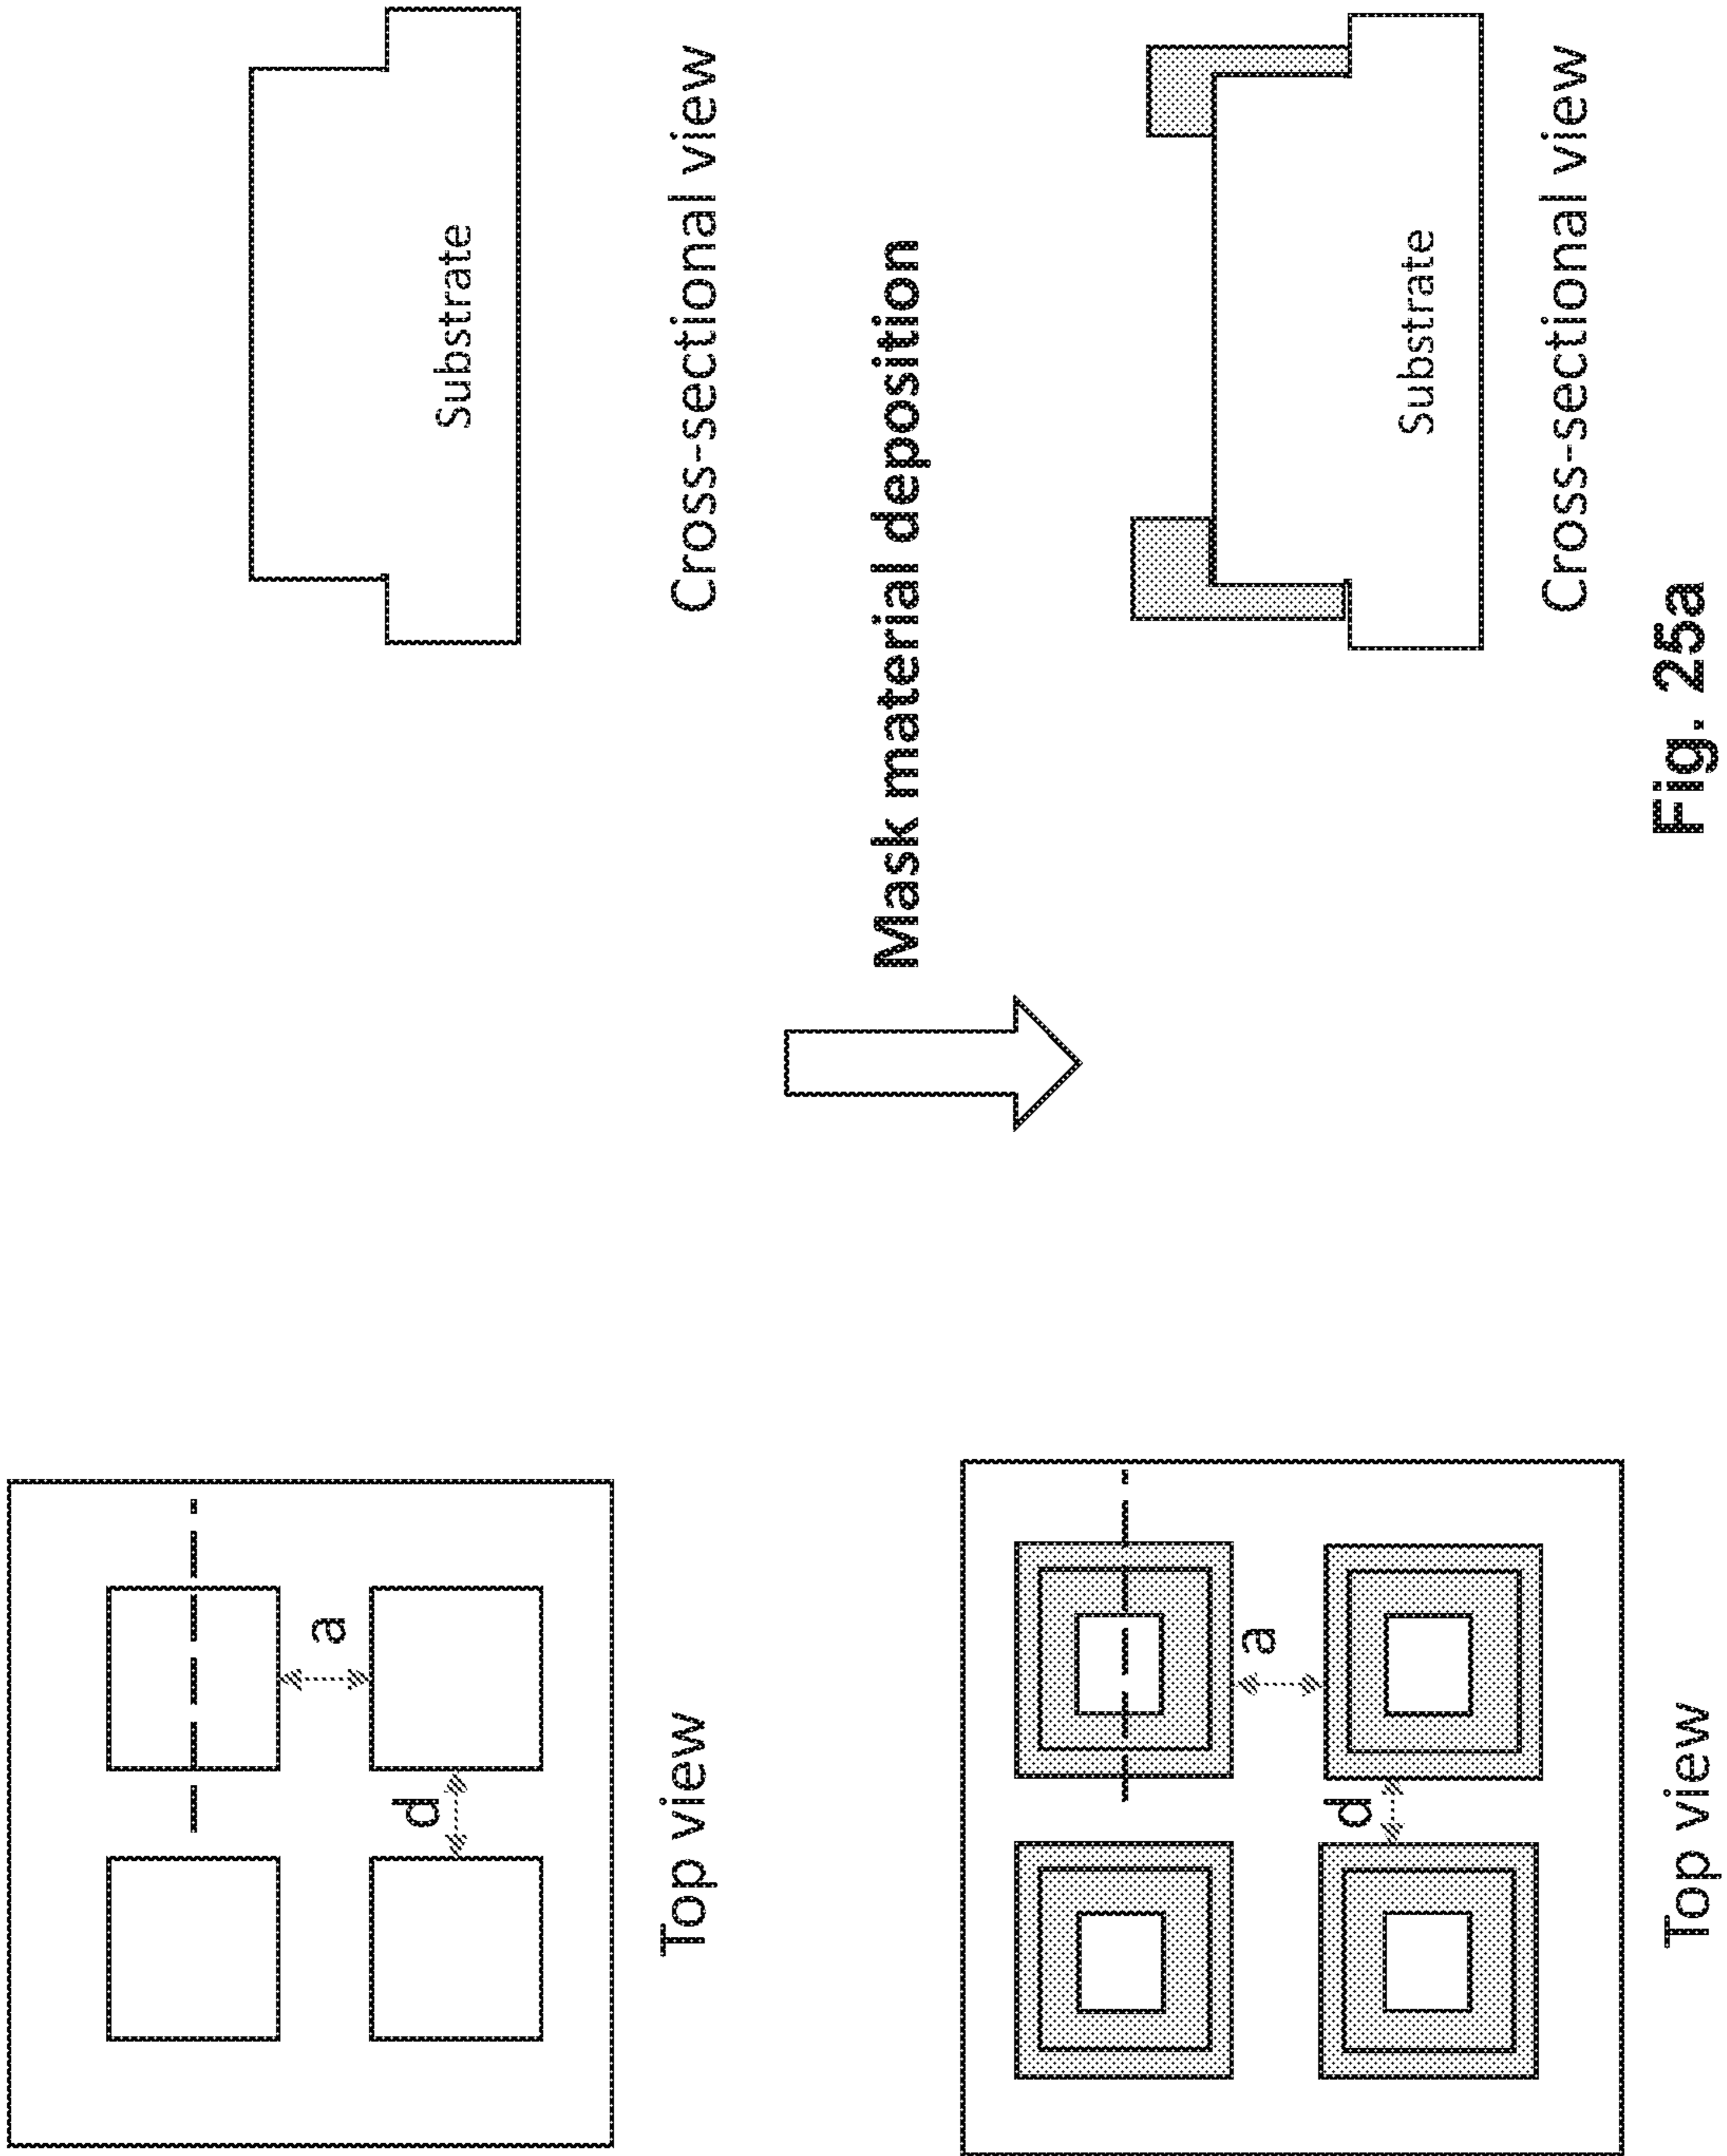 a
d
Substrate
Top view
Cross-sectional view
Mask material deposition
a
d
Substrate
Top view
Cross-sectional view
Fig. 25a